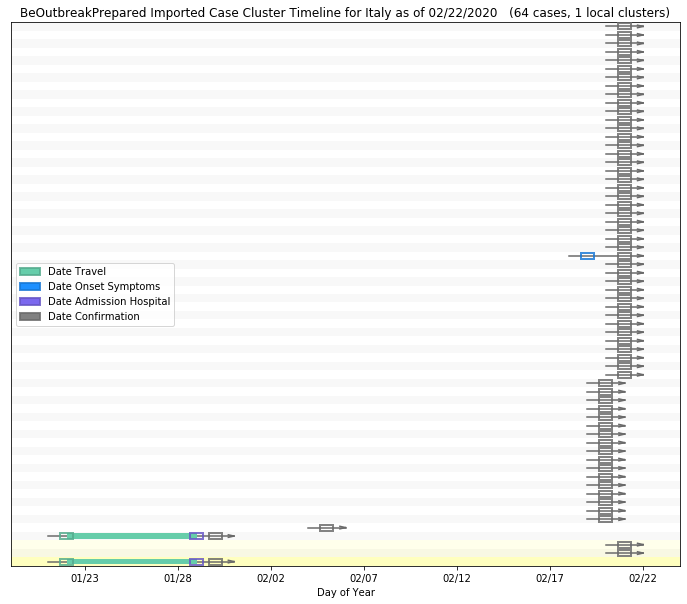 BeOutbreakPrepared Imported Case Cluster Timeline for Italy as of 02/22/2020   (64 cases, 1 local clusters)
Date Travel
Date Onset Symptoms
Date Admission Hospital
Date Confirmation
01/23 01/28 02/02 02/07 02/12 02/17 02/22
Day of Year